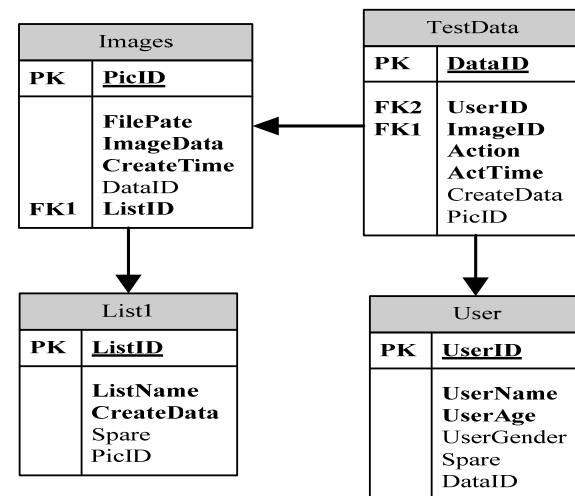 Images
PK PicID
FilePate
ImageData
CreateTime
DataID
FK1 ListID
TestData
PK DataID
FK2 UserID
FK1 ImageID
Action
ActTime
CreateData
PicID
List1
PK ListID
ListName
CreateData
Spare
PicID
User
PK UserID
UserName
UserAge
UserGender
Spare
DataID